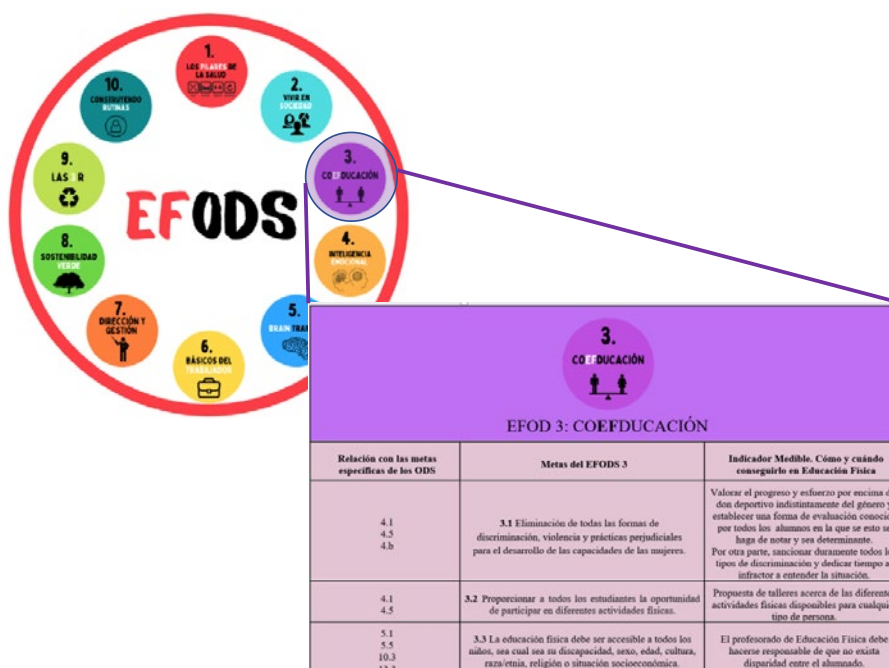 1.
LOS PILARES DE
LA SALUD
2.
VIVIR EN
SOCIEDAD
3.
COEFDUCACIÓN
4.
INTELIGENCIA
EMOCIONAL
5.
BRAIN
6.
BÁSICOS DEL
TRABAJADOR
7.
DIRECCIÓN Y
GESTIÓN
8.
SOSTENIBILIDAD
VERDE
9.
LAS R
10.
CONSTRUYENDO
RUTINAS
EFODS
3.
COEFDUCACIÓN
EFOD 3: COEFDUCACIÓN
Relación con las metas
específicas de los ODS
Metas del EFODS 3
Indicador Medible. Cómo y cuándo
conseguirlo en Educación Física
4.1
4.5
4.b
3.1 Eliminación de todas las formas de
discriminación, violencia y prácticas perjudiciales
para el desarrollo de las capacidades de las mujeres.
Valorar el progreso y esfuerzo por encima d
don deportivo indistintamente del género y
establecer una forma de evaluación conocid
por todos los alumnos en la que se esto se
haga de notar y sea determinante.
Por otra parte, sancionar duramente todos lo
tipos de discriminación y dedicar tiempo a
infractor a entender la situación.
4.1
4.5
3.2 Proporcionar a todos los estudiantes la oportunidad
de participar en diferentes actividades físicas.
Propuesta de talleres acerca de las diferente
actividades físicas disponibles para cualqui
tipo de persona.
5.1
5.5
10.3
3.3 La educación física debe ser accesible a todos los
niños, sea cual sea su discapacidad, sexo, edad, cultura,
raza/etnia, religión o situación socioeconómica.
El profesorado de Educación Física debe
hacerse responsable de que no exista
disparidad entre el alumnado.